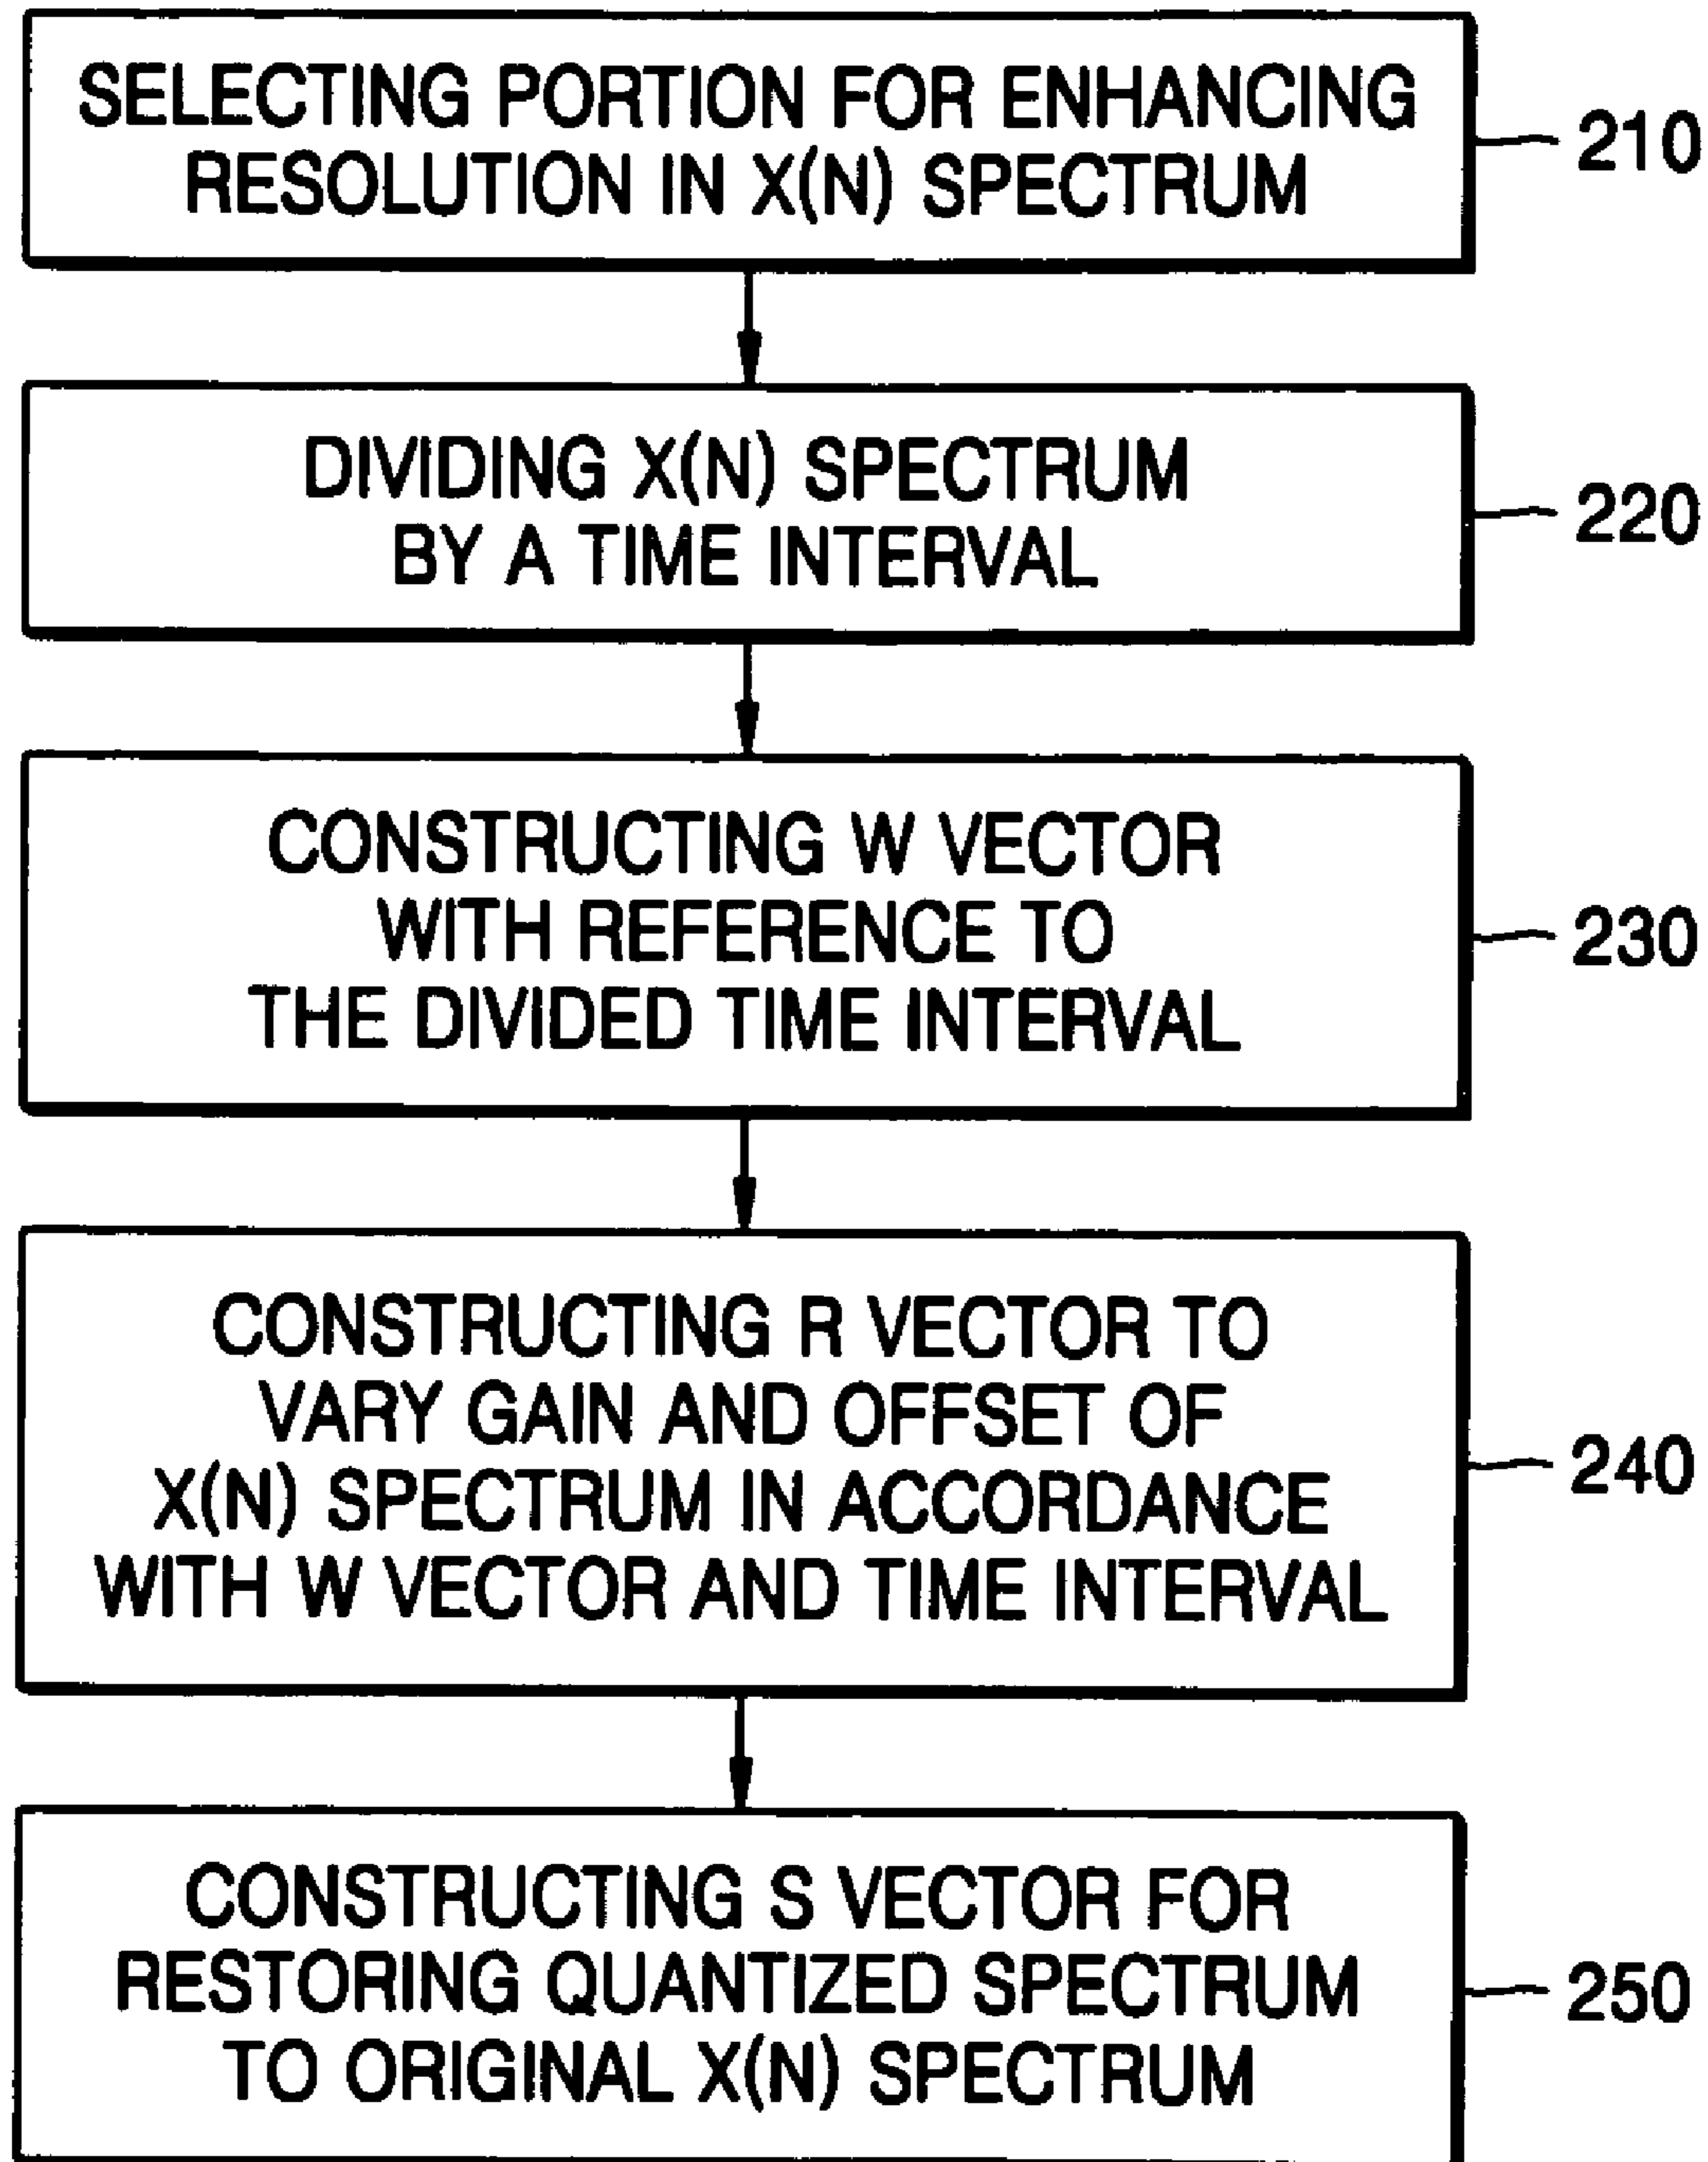 SELECTING PORTION FOR ENHANCING
RESOLUTION IN X(N) SPECTRUM
210
DIVIDING X(N) SPECTRUM
BY A TIME INTERVAL
220
CONSTRUCTING W VECTOR
WITH REFERENCE TO
THE DIVIDED TIME INTERVAL
230
CONSTRUCTING R VECTOR TO
VARY GAIN AND OFFSET OF
X(N) SPECTRUM IN ACCORDANCE
WITH W VECTOR AND TIME INTERVAL
240
CONSTRUCTING S VECTOR FOR
RESTORING QUANTIZED SPECTRUM
TO ORIGINAL X(N) SPECTRUM
250